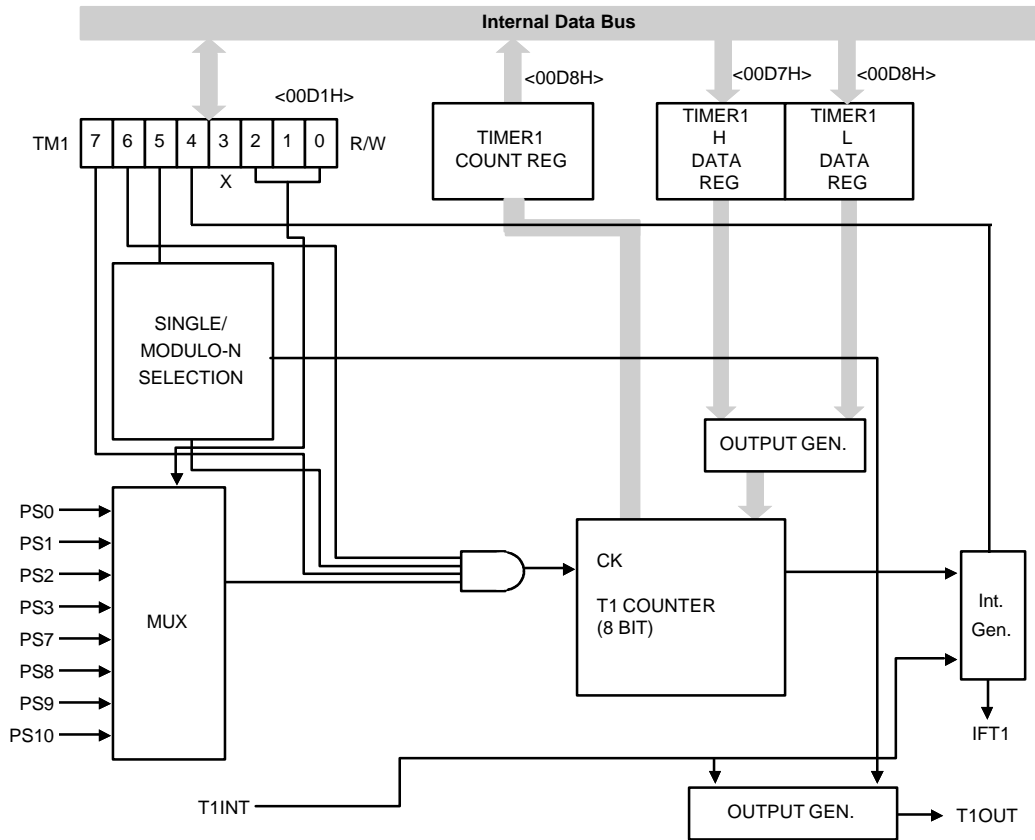 Internal Data Bus
<00D1H>
<00D8H>
<00D7H>
<00D8H>
TM1 7 6 5 4 3 2 1 0 R/W
X
TIMER1
COUNT REG
TIMER1
H
DATA
REG
TIMER1
L
DATA
REG
SINGLE/
MODULO-N
SELECTION
OUTPUT GEN.
PS0
PS1
PS2
PS3
PS7
PS8
PS9
PS10
MUX
CK
T1 COUNTER
(8 BIT)
Int.
Gen.
IFT1
T1INT
OUTPUT GEN.
T1OUT